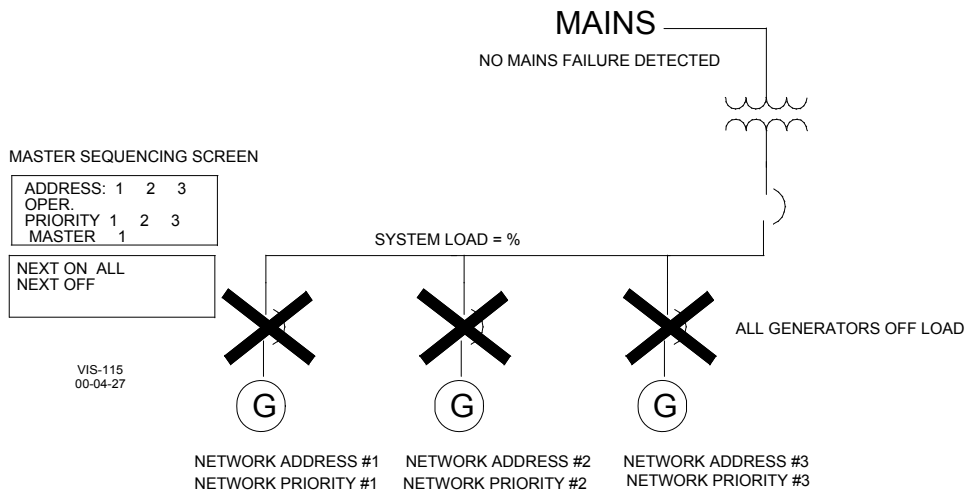 MAINS
NO MAINS FAILURE DETECTED
MASTER SEQUENCING SCREEN
ADDRESS: 1 2 3
OPER.
PRIORITY 1 2 3
MASTER 1
SYSTEM LOAD = %
NEXT ON ALL
NEXT OFF
ALL GENERATORS OFF LOAD
VIS-115
00-04-27
G G G
NETWORK ADDRESS #1 NETWORK ADDRESS #2 NETWORK ADDRESS #3
NETWORK PRIORITY #1 NETWORK PRIORITY #2 NETWORK PRIORITY #3